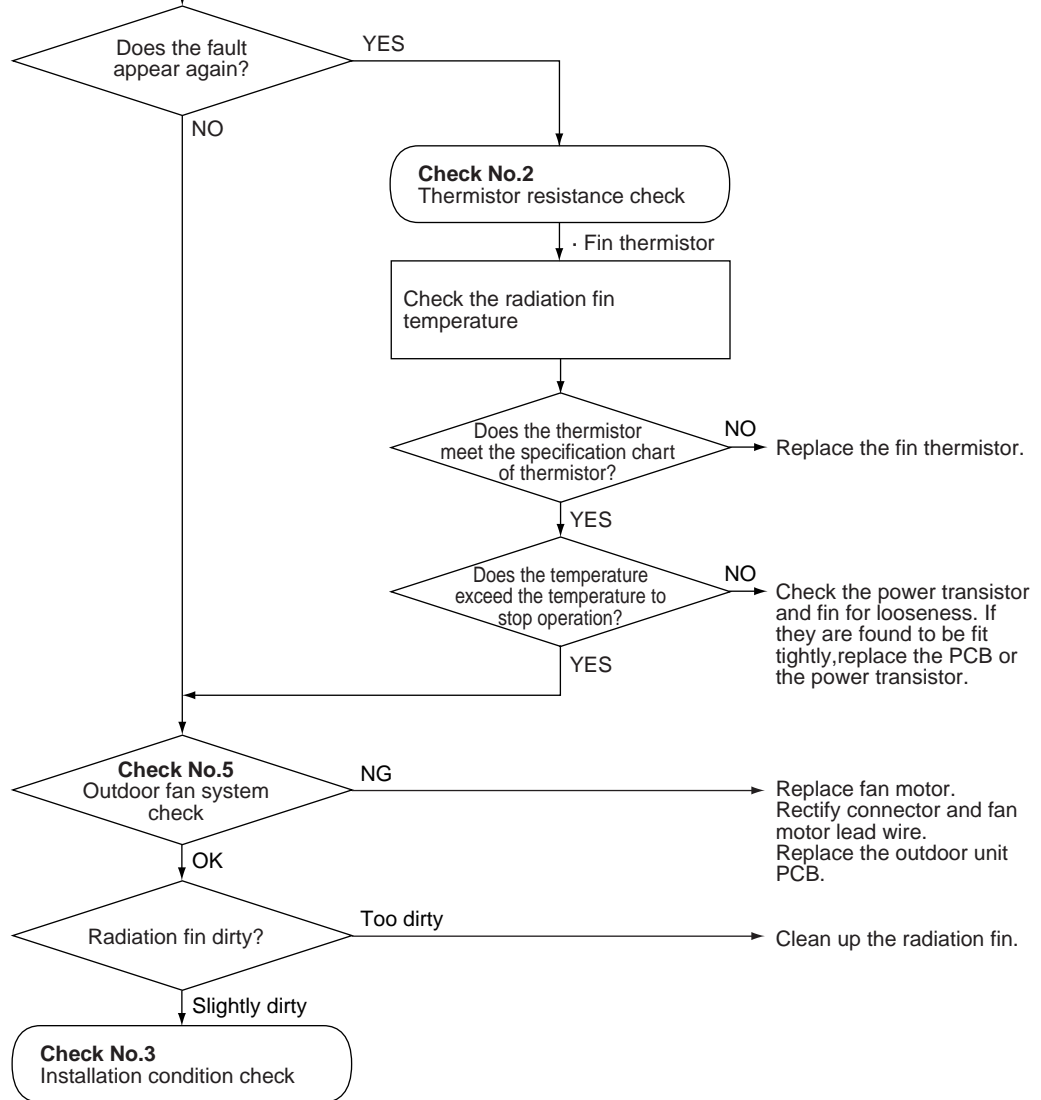 Does the fault
appear again?
YES
NO
Check No.2
Thermistor resistance check
· Fin thermistor
Check the radiation fin
temperature
Does the thermistor
meet the specification chart
of thermistor?
NO
Replace the fin thermistor.
YES
Does the temperature
exceed the temperature to
stop operation?
NO
Check the power transistor
and fin for looseness. If
they are found to be fit
tightly,replace the PCB or
the power transistor.
YES
Check No.5
Outdoor fan system
check
NG
Replace fan motor.
Rectify connector and fan
motor lead wire.
Replace the outdoor unit
PCB.
OK
Radiation fin dirty?
Too dirty
Clean up the radiation fin.
Slightly dirty
Check No.3
Installation condition check